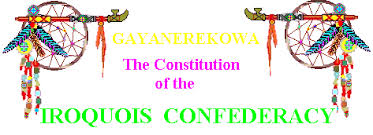 GAYANEREKOWA
The Constitution
of the
IROQUOIS CONFEDERACY